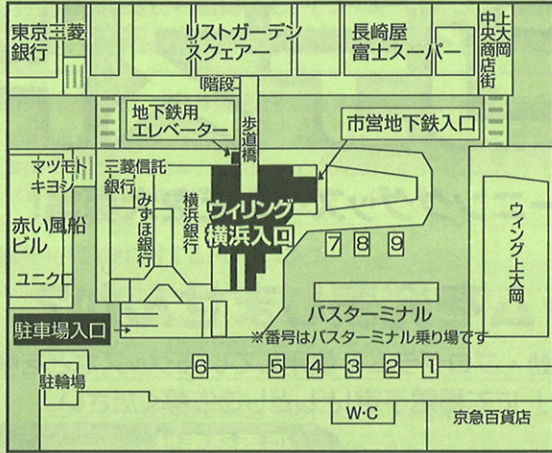 東京三菱
銀行
リストガーデン
スクェアー
長崎屋
富士スーパー
上大岡
中央商店街
階段
地下鉄用
エレベーター
歩道橋
市営地下鉄入口
マツモト
キヨシ
三菱信託
銀行
みずほ銀行
横浜銀行
ウィリング
横浜入口
赤い風船
ビル
ユニクロ
7
8
9
ウィング上大岡
バスターミナル
※番号はバスターミナル乗り場です
駐車場入口
6
5
4
3
2
1
駐輪場
W・C
京急百貨店